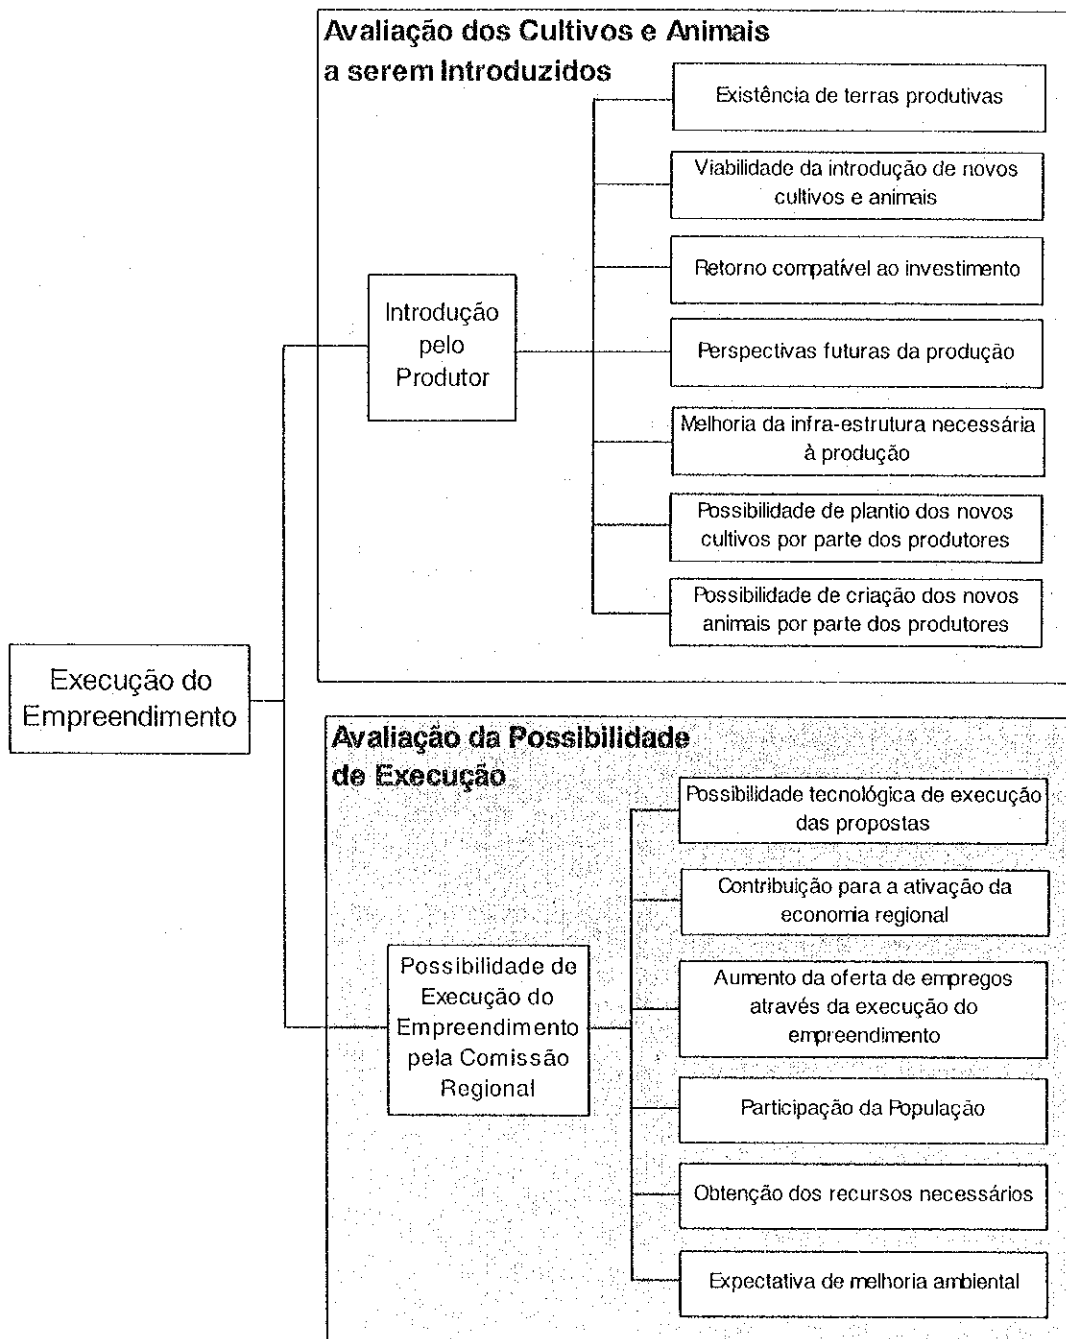 Avaliação dos Cultivos e Animais
a serem Introduzidos
Existência de terras produtivas
Viabilidade da introdução de novos
cultivos e animais
Retorno compatível ao investimento
Introdução
pelo
Produtor
Perspectivas futuras da produção
Melhoria da infra-estrutura necessária
à produção
Possibilidade de plantio dos novos
cultivos por parte dos produtores
Possibilidade de criação dos novos
animais por parte dos produtores
Execução do
Empreendimento
Avaliação da Possibilidade
de Execução
Possibilidade tecnológica de execução
das propostas
Contribuição para a ativação da
economia regional
Possibilidade de
Execução do
Empreendimento
pela Comissão
Regional
Aumento da oferta de empregos
através da execução do
empreendimento
Participação da População
Obtenção dos recursos necessários
Expectativa de melhoria ambiental